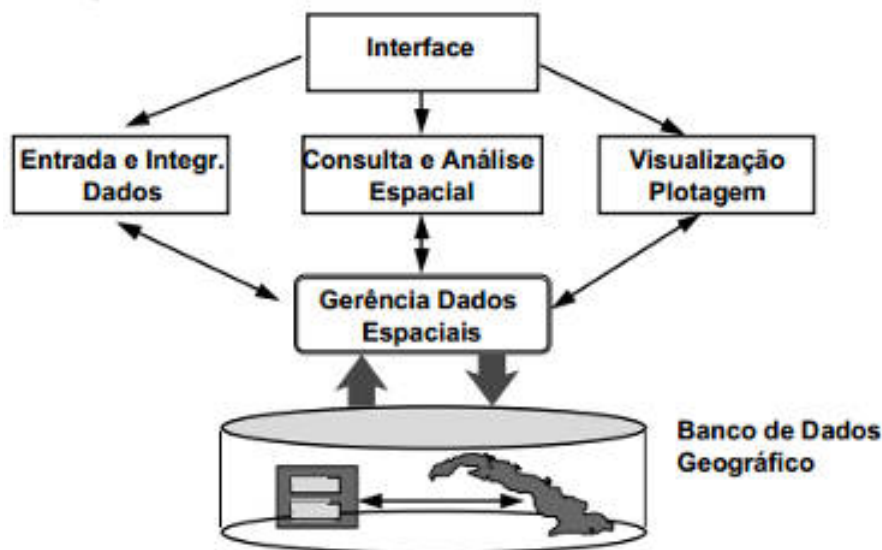 Interface
Entrada e Integr.
Dados
Consulta e Análise
Espacial
Visualização
Plotagem
Gerência Dados
Espaciais
Banco de Dados
Geográfico